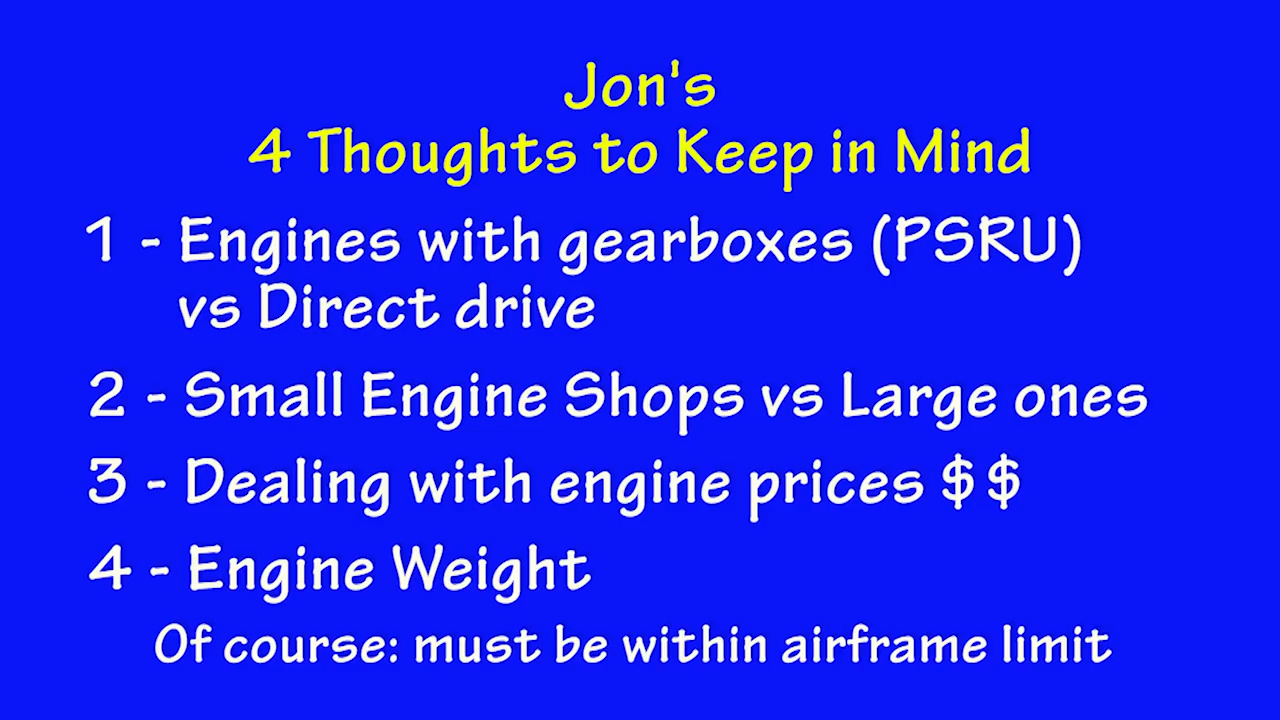 Jon's
4 Thoughts to Keep in Mind
1 - Engines with gearboxes (PSRU)
vs Direct drive
2 - Small Engine Shops vs Large ones
3 - Dealing with engine prices $$
4 - Engine Weight
Of course: must be within airframe limit